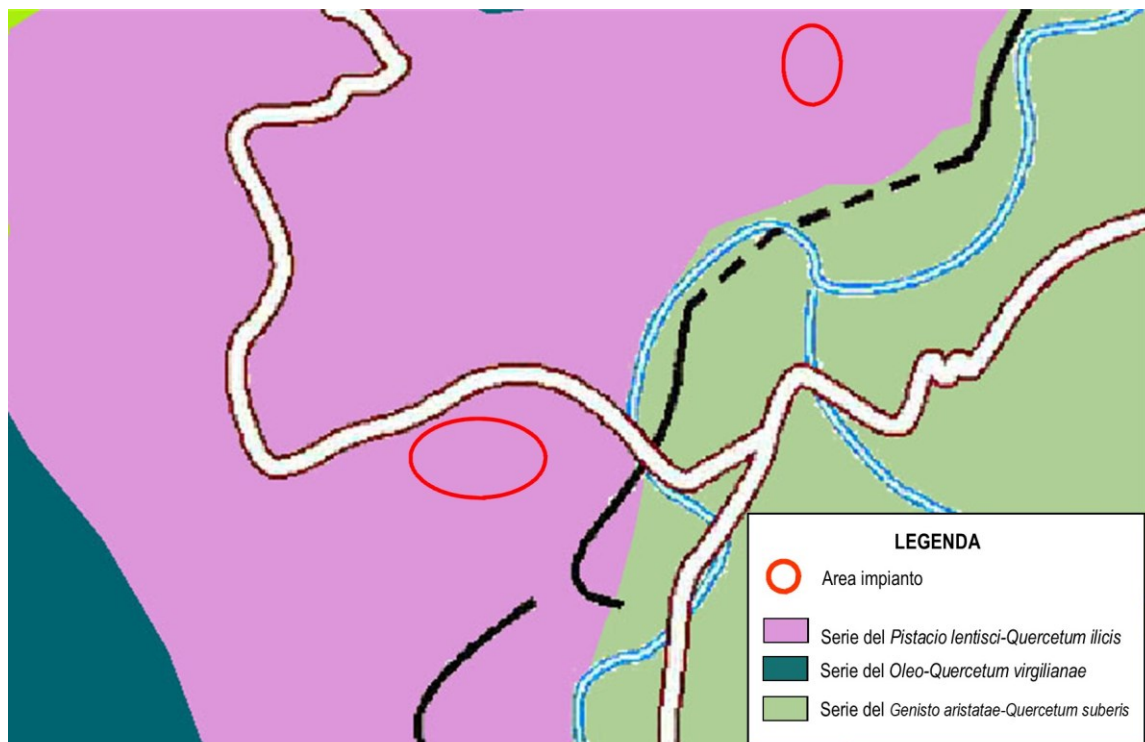 LEGENDA
Area impianto
Serie del Pistacio lentisci-Quercetum ilicis
Serie del Oleo-Quercetum virgilianae
Serie del Genisto aristatae-Quercetum suberis